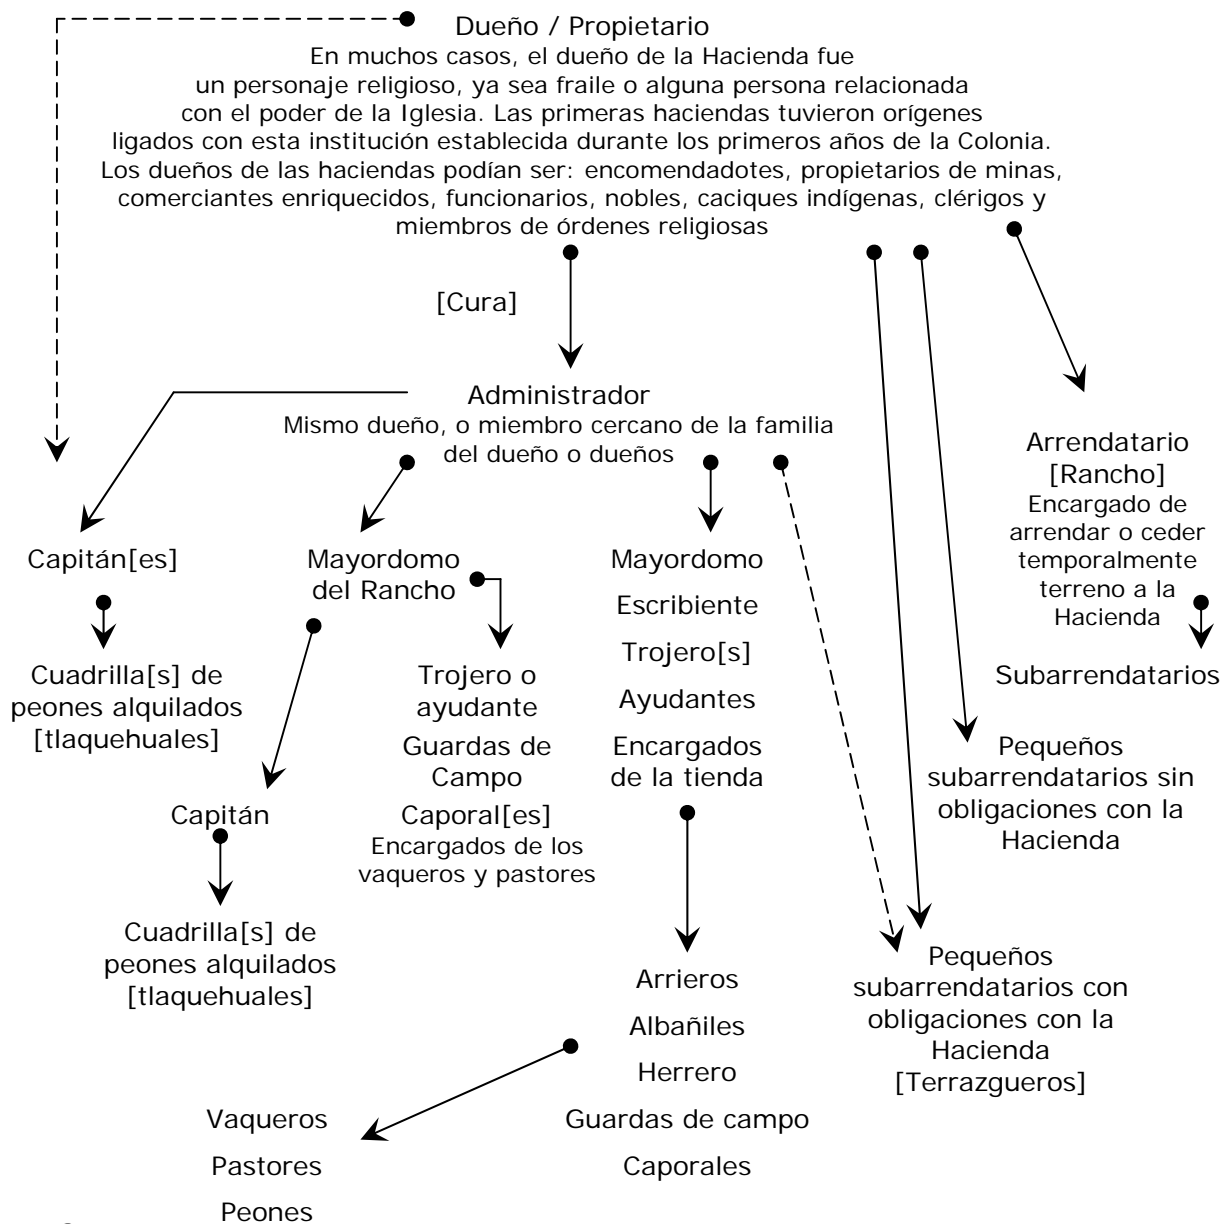 Dueño / Propietario
En muchos casos, el dueño de la Hacienda fue
un personaje religioso, ya sea fraile o alguna persona relacionada
con el poder de la Iglesia. Las primeras haciendas tuvieron orígenes
ligados con esta institución establecida durante los primeros años de la Colonia.
Los dueños de las haciendas podían ser: encomendadotes, propietarios de minas,
comerciantes enriquecidos, funcionarios, nobles, caciques indígenas, clérigos y
miembros de órdenes religiosas
[Cura]
Administrador
Mismo dueño, o miembro cercano de la familia
del dueño o dueños
Arrendatario
[Rancho]
Encargado de
arrendar o ceder
temporalmente
terreno a la
Hacienda
Subarrendatarios
Capitán[es]
Cuadrilla[s] de
peones alquilados
[tlaquehuales]
Mayordomo
del Rancho
Trojero o
ayudante
Guardas de
Campo
Caporal[es]
Encargados de los
vaqueros y pastores
Capitán
Cuadrilla[s] de
peones alquilados
[tlaquehuales]
Mayordomo
Escribiente
Trojero[s]
Ayudantes
Encargados
de la tienda
Pequeños
subarrendatarios sin
obligaciones con la
Hacienda
Pequeños
subarrendatarios con
obligaciones con la
Hacienda
[Terrazgueros]
Arrieros
Albañiles
Herrero
Guardas de campo
Caporales
Vaqueros
Pastores
Peones